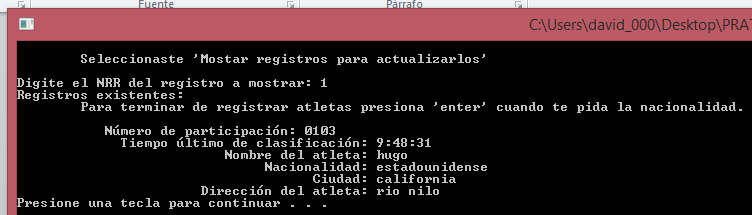 Fuente
Párrafo
C:\Users\david_000\Desktop\PRAT
Seleccionaste 'Mostar registros para actualizarlos'
Digite el NRR del registro a mostrar: 1
Registros existentes:
Para terminar de registrar atletas presiona 'enter' cuando te pida la nacionalidad.
Número de participación: 0103
Tiempo último de clasificación: 9:48:31
Nombre del atleta: hugo
Nacionalidad: estadounidense
Ciudad: california
Dirección del atleta: rio nilo
Presione una tecla para continuar . . .